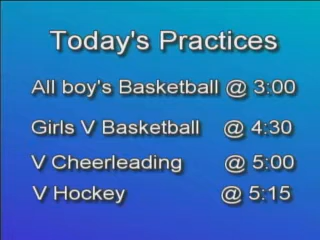 Today's Practices
All boy's Basketball @ 3:00
Girls V Basketball @ 4:30
V Cheerleading @ 5:00
V Hockey @ 5:15